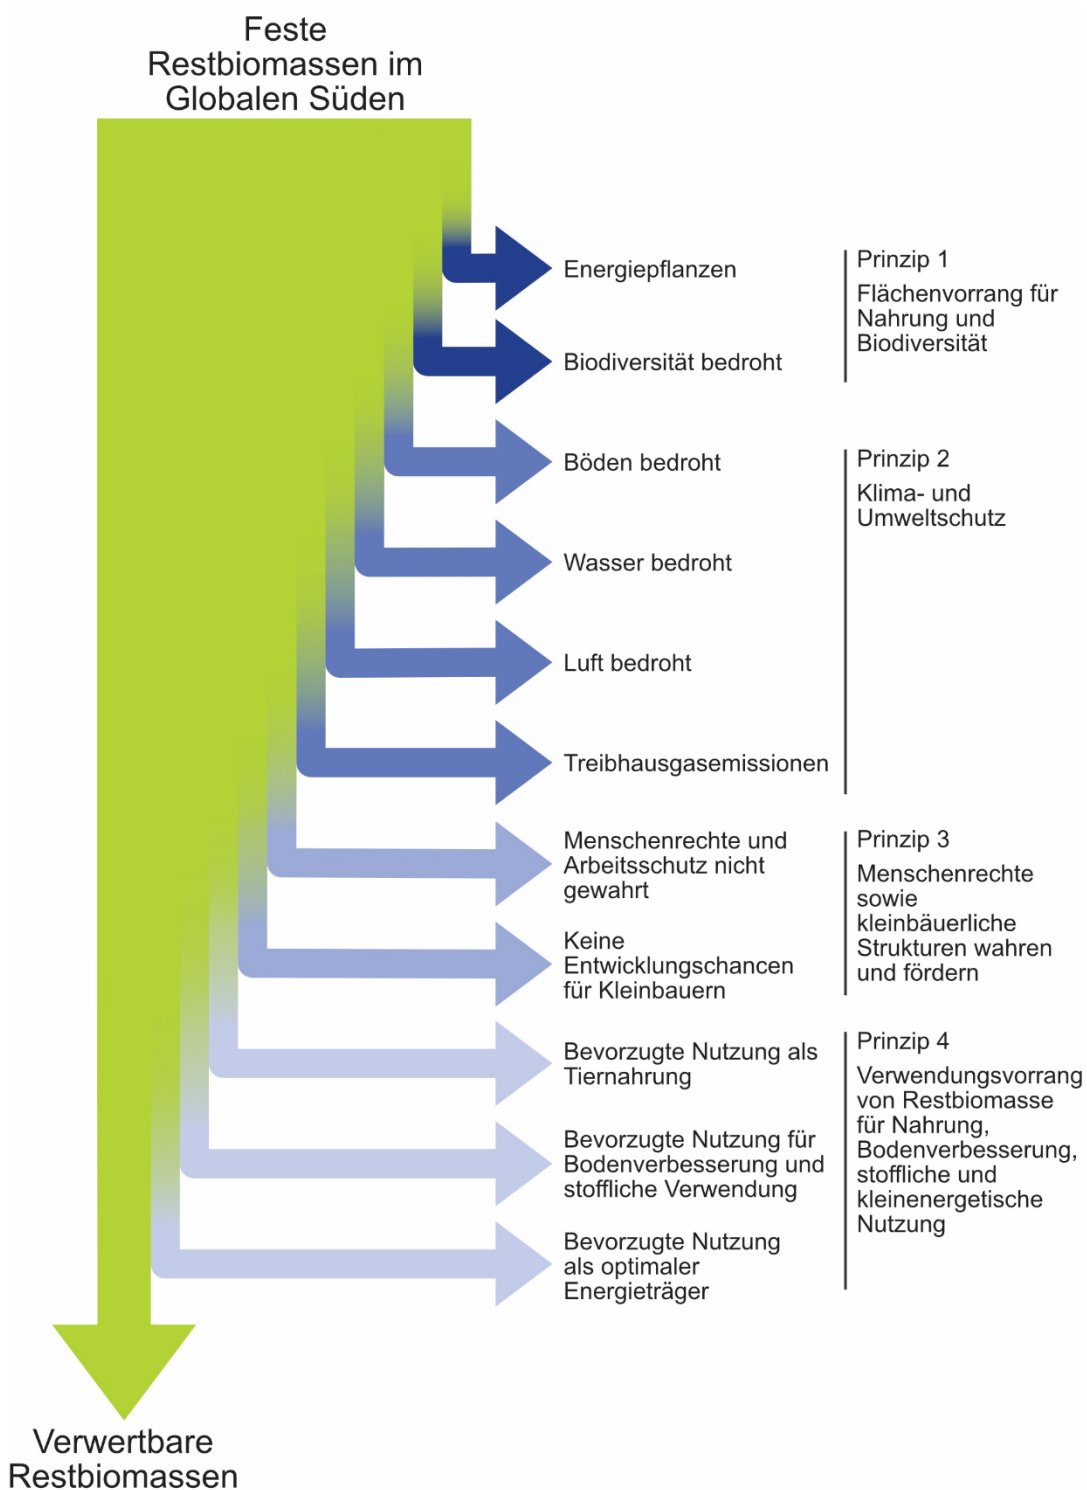 Feste
Restbiomassen im
Globalen Süden
Energiepflanzen
Biodiversität bedroht
Prinzip 1
Flächenvorrang für
Nahrung und
Biodiversität
Böden bedroht
Wasser bedroht
Luft bedroht
Treibhausgasemissionen
Prinzip 2
Klima- und
Umweltschutz
Menschenrechte und
Arbeitsschutz nicht
gewahrt
Keine
Entwicklungschancen
für Kleinbauern
Prinzip 3
Menschenrechte
sowie
kleinbäuerliche
Strukturen wahren
und fördern
Bevorzugte Nutzung als
Tiernahrung
Bevorzugte Nutzung für
Bodenverbesserung und
stoffliche Verwendung
Bevorzugte Nutzung
als optimaler
Energieträger
Prinzip 4
Verwendungsvorrang
von Restbiomasse
für Nahrung,
Bodenverbesserung,
stoffliche und
kleinenergetische
Nutzung
Verwertbare
Restbiomassen